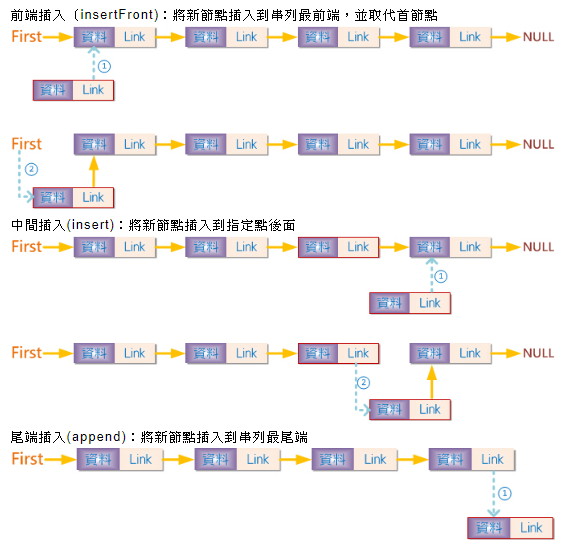 前端插入（insertFront)：將新節點插入到串列最前端，並取代首節點
First 資料 Link 資料 Link 資料 Link 資料 Link NULL
①
資料 Link
First 資料 Link 資料 Link 資料 Link 資料 Link NULL
②
資料 Link
中間插入(insert)：將新節點插入到指定點後面
First 資料 Link 資料 Link 資料 Link 資料 Link NULL
①
資料 Link
First 資料 Link 資料 Link 資料 Link 資料 Link NULL
②
資料 Link
尾端插入(append)：將新節點插入到串列最尾端
First 資料 Link 資料 Link 資料 Link 資料 Link
①
資料 Link